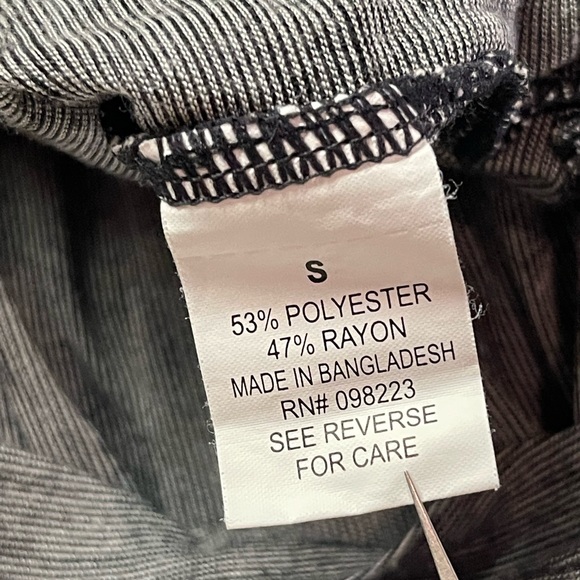 S
53% POLYESTER
47% RAYON
MADE IN BANGLADESH
RN# 098223
SEE REVERSE
FOR CARE